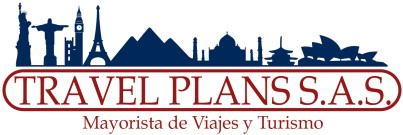 TRAVEL PLANS S.A.S.
Mayorista de Viajes y Turismo